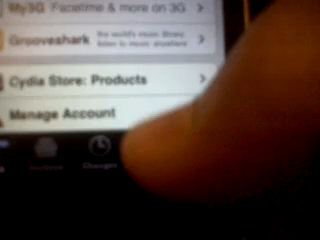 My3G Facetime & more on 3G
Grooveshark the world's music library
listen to music anywhere
Cydia Store: Products
Manage Account
Changes